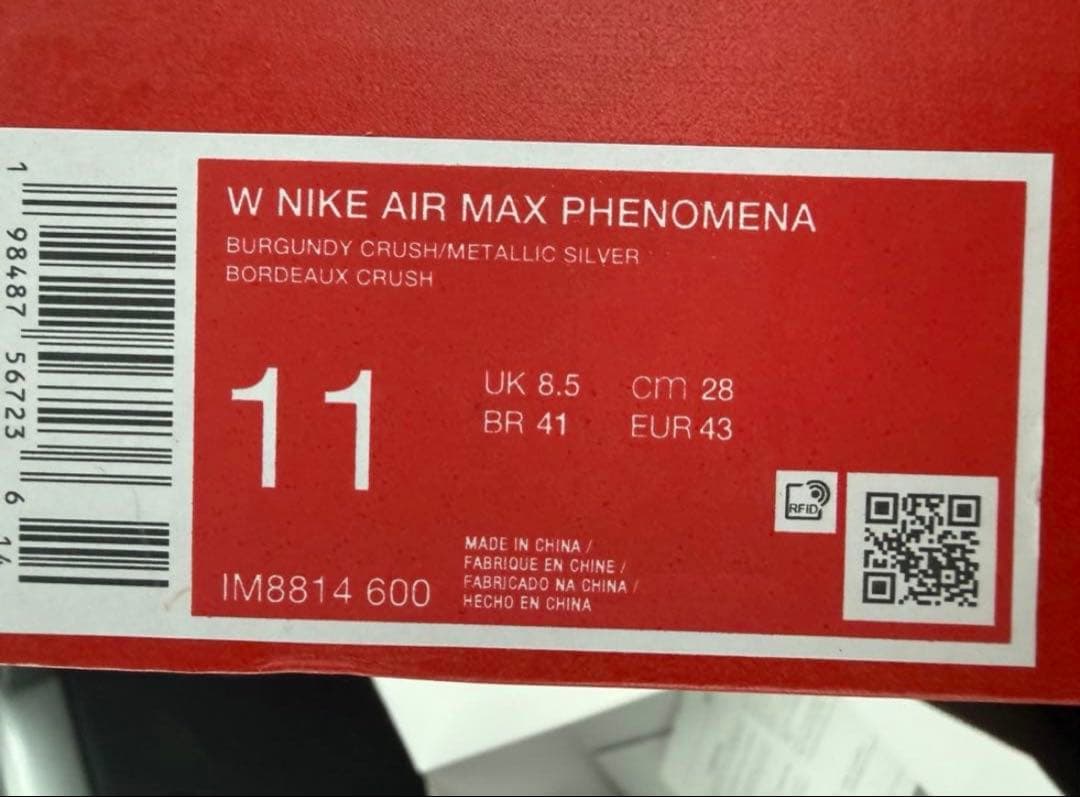 W NIKE AIR MAX PHENOMENA
BURGUNDY CRUSH/METALLIC SILVER
BORDEAUX CRUSH
11
UK 8.5 cm 28
BR 41 EUR 43
RFID
MADE IN CHINA /
FABRIQUE EN CHINE /
FABRICADO NA CHINA /
HECHO EN CHINA
IM8814 600
1 98487 56723 6 14